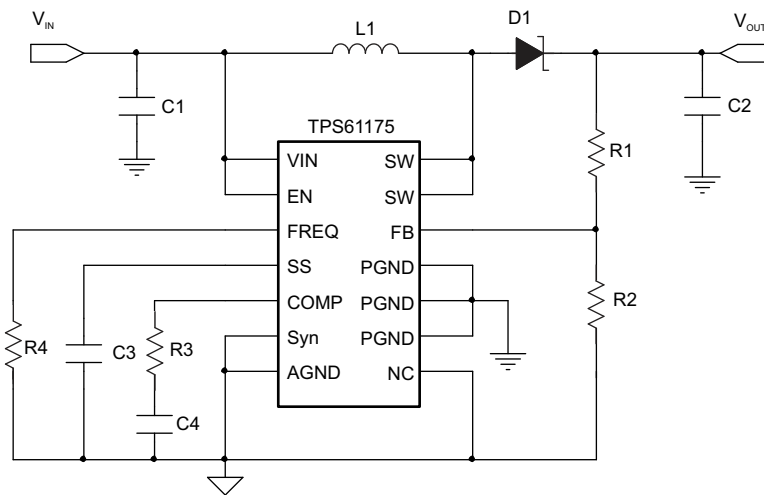 VIN
L1
D1
VOUT
C1
C2
TPS61175
R1
VIN
SW
EN
SW
FREQ
FB
SS
PGND
COMP
PGND
R2
Syn
PGND
AGND
NC
R4
C3
R3
C4